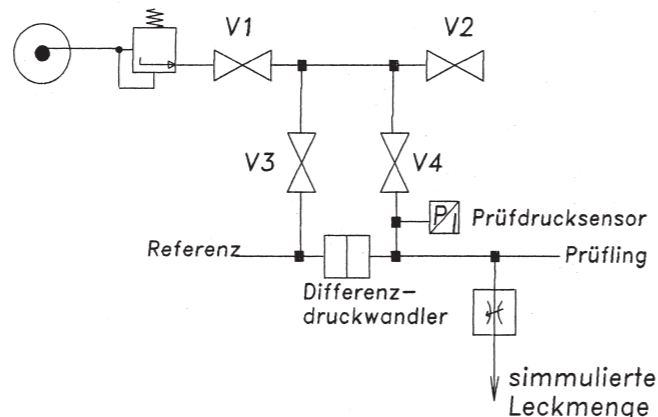 V1
V2
V3
V4
P
I
Prüfdrucksensor
Referenz
Prüfling
Differenz-
druckwandler
simmulierte
Leckmenge